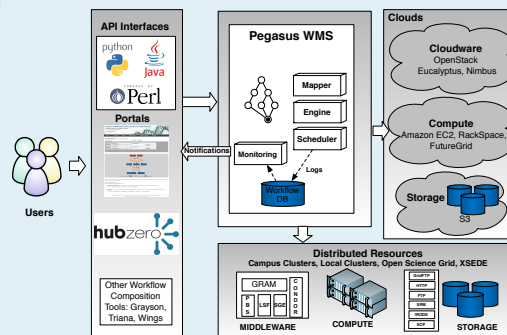 API Interfaces
python
Java
POWERED BY
Perl
Portals
hubzero
Other Workflow
Composition
Tools: Grayson,
Triana, Wings
Users
Notifications
Pegasus WMS
Mapper
Engine
Scheduler
Monitoring
Logs
Workflow
DB
Clouds
Cloudware
OpenStack
Eucalyptus, Nimbus
Compute
Amazon EC2, RackSpace,
FutureGrid
Storage
S3
Distributed Resources
Campus Clusters, Local Clusters, Open Science Grid, XSEDE
GRAM
PBS
LSF
SGE
CONDOR
MIDDLEWARE
COMPUTE
GridFTP
HTTP
FTP
SRM
IRODS
SCP
STORAGE